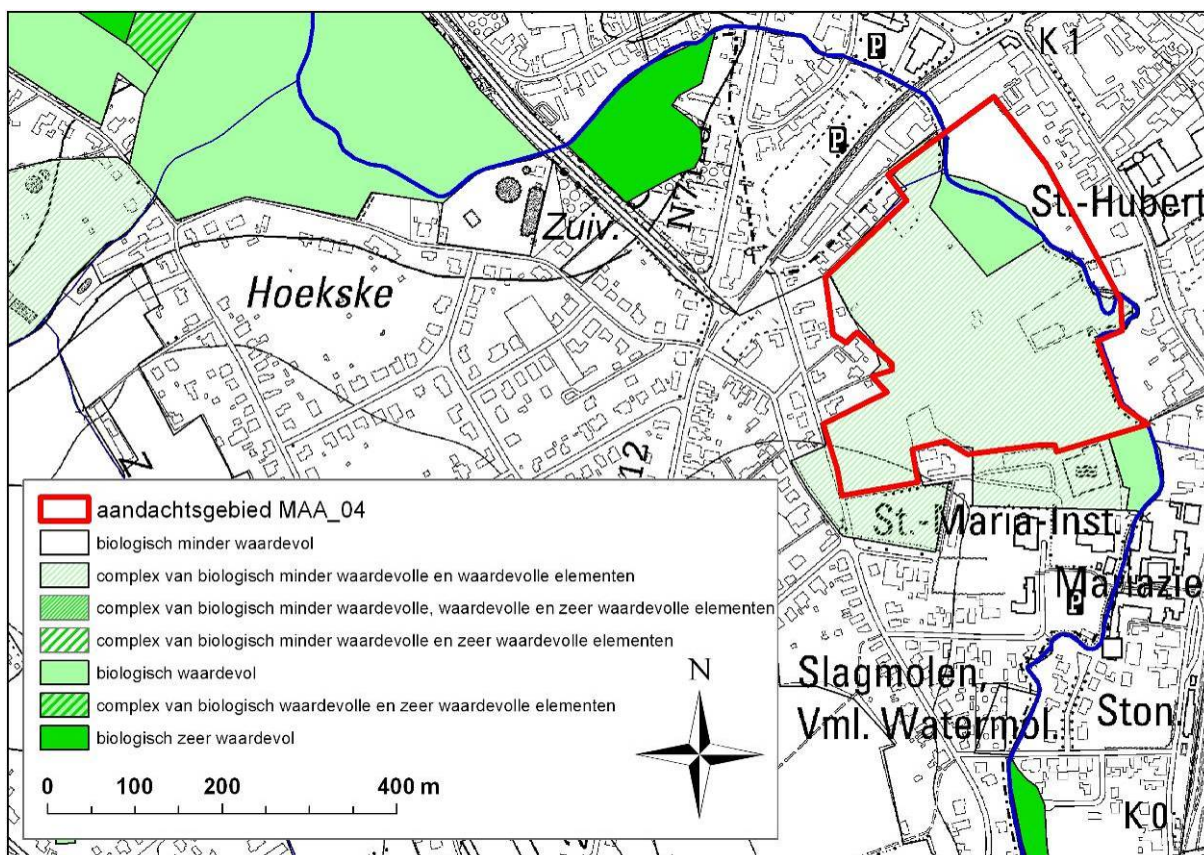 K 1
P
P
N71
St.-Hubert
Zuiv.
Hoekske
12
N
aandachtsgebied MAA_04
biologisch minder waardevol
complex van biologisch minder waardevolle en waardevolle elementen
complex van biologisch minder waardevolle, waardevolle en zeer waardevolle elementen
complex van biologisch minder waardevolle en zeer waardevolle elementen
biologisch waardevol
complex van biologisch waardevolle en zeer waardevolle elementen
biologisch zeer waardevol
0 100 200 400 m
N
St.-Maria-Inst.
Mariazie
P
Slagmolen,
Vml. Watermol.
Ston
K 0